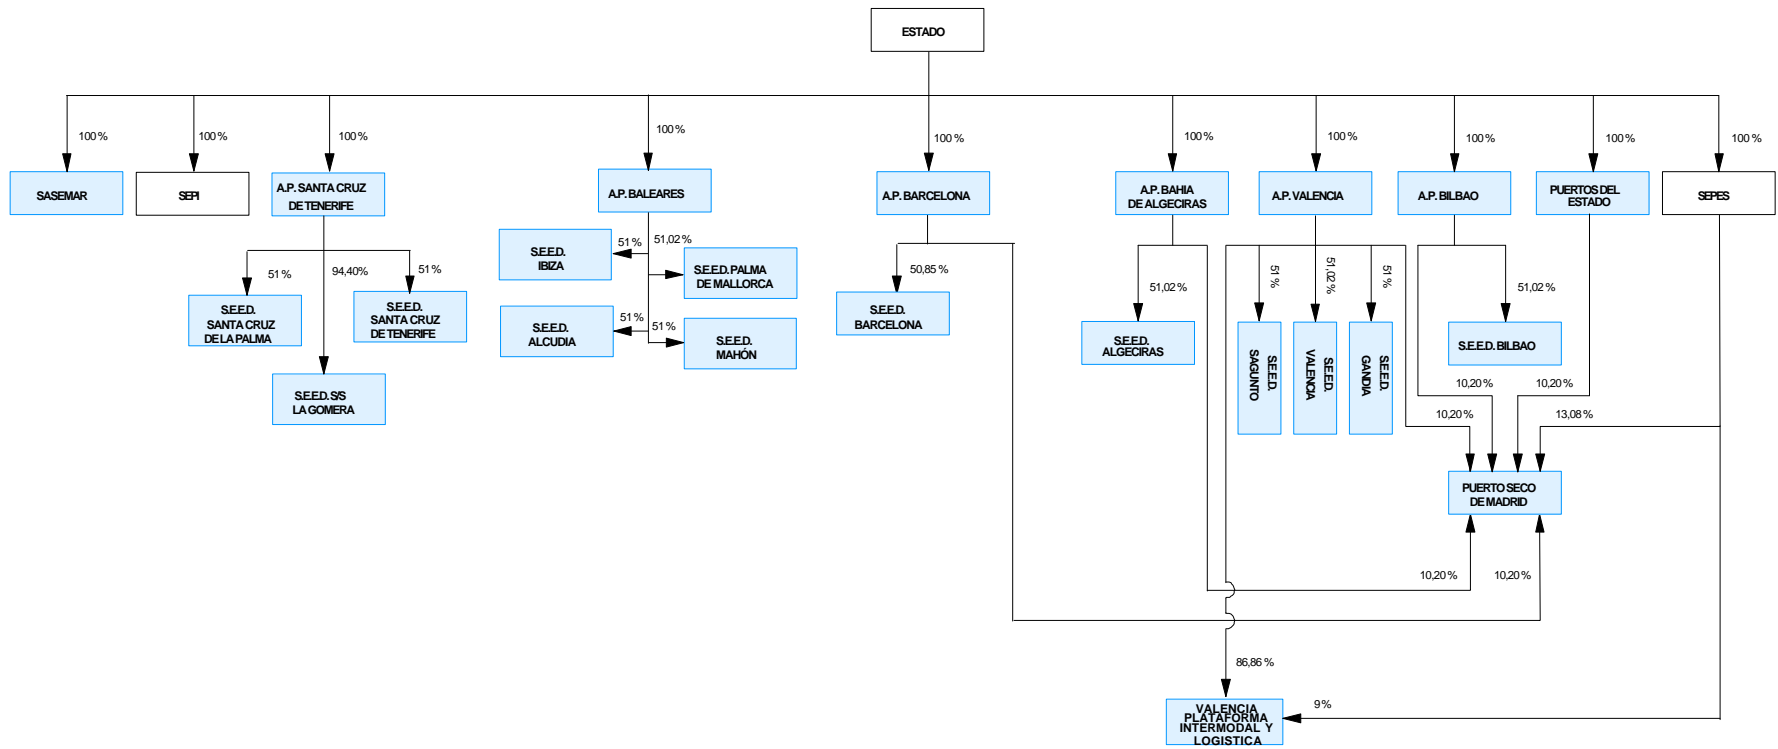 ESTADO
100 %
100 %
100 %
100 %
100 %
100 %
100 %
100 %
100 %
100 %
SASEMAR
SEPI
A.P. SANTA CRUZ
DE TENERIFE
A.P. BALEARES
A.P. BARCELONA
A.P. BAHIA
DE ALGECIRAS
A.P. VALENCIA
A.P. BILBAO
PUERTOS DEL
ESTADO
SEPES
51 %
94,40%
51 %
S.E.E.D.
SANTA CRUZ
DE LA PALMA
S.E.E.D.
SANTA CRUZ
DE TENERIFE
S.E.E.D. S/S
LA GOMERA
51 %
51,02 %
S.E.E.D.
IBIZA
S.E.E.D. PALMA
DE MALLORCA
51 %
51 %
S.E.E.D.
ALCUDIA
S.E.E.D.
MAHÓN
50,85 %
S.E.E.D.
BARCELONA
51,02 %
S.E.E.D.
ALGECIRAS
51 %
51,02 %
51 %
S.E.E.D.
SAGUNTO
S.E.E.D.
VALENCIA
S.E.E.D.
GANDIA
51,02 %
S.E.E.D. BILBAO
10,20 %
10,20 %
10,20 %
13,08 %
PUERTO SECO
DE MADRID
10,20 %
10,20 %
86,86 %
9 %
VALENCIA
PLATAFORMA
INTERMODAL Y
LOGISTICA